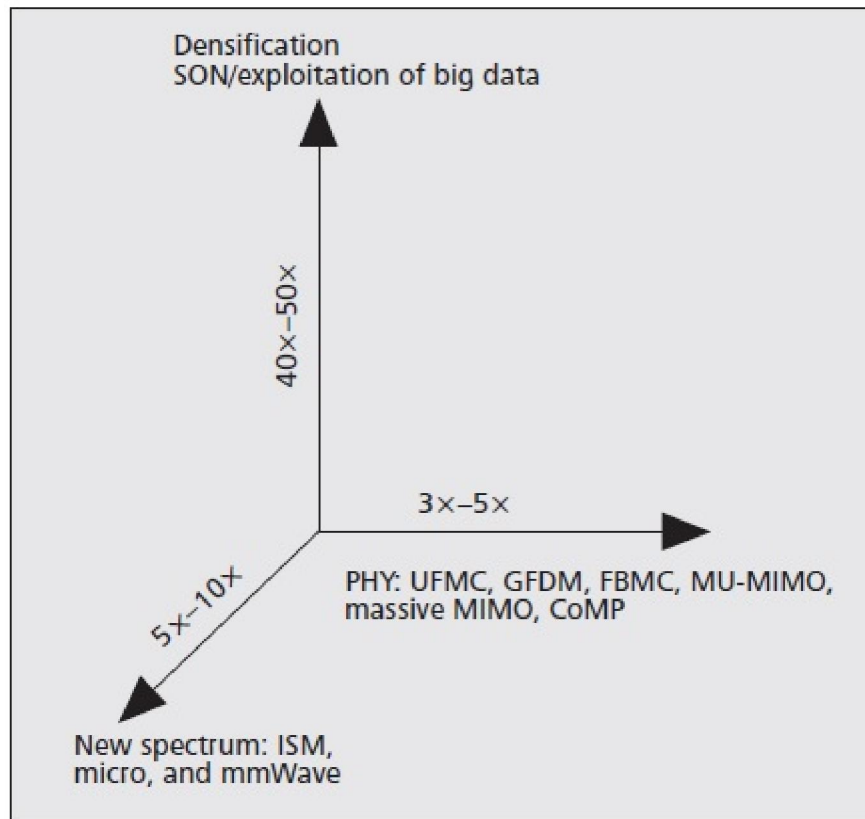 Densification
SON/exploitation of big data
40×–50×
3×–5×
PHY: UFMC, GFDM, FBMC, MU-MIMO,
massive MIMO, CoMP
5×–10×
New spectrum: ISM,
micro, and mmWave